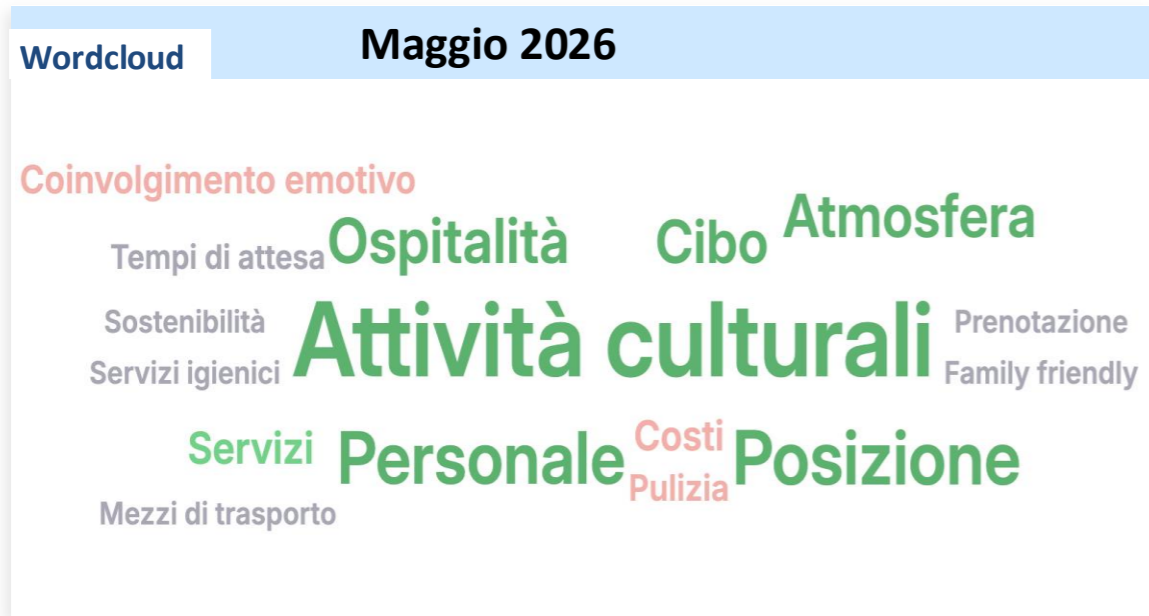 Wordcloud
Maggio 2026
Coinvolgimento emotivo
Tempi di attesa
Ospitalità
Cibo
Atmosfera
Sostenibilità
Servizi igienici
Attività culturali
Prenotazione
Family friendly
Servizi
Personale
Costi
Pulizia
Posizione
Mezzi di trasporto